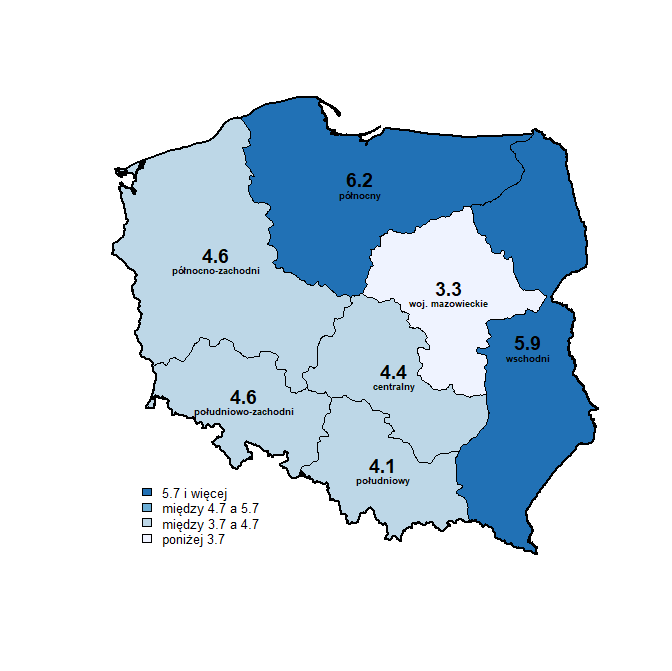 6.2
północny
4.6
północno-zachodni
3.3
woj. mazowieckie
5.9
wschodni
4.4
centralny
4.6
południowo-zachodni
4.1
południowy
5.7 i więcej
między 4.7 a 5.7
między 3.7 a 4.7
poniżej 3.7